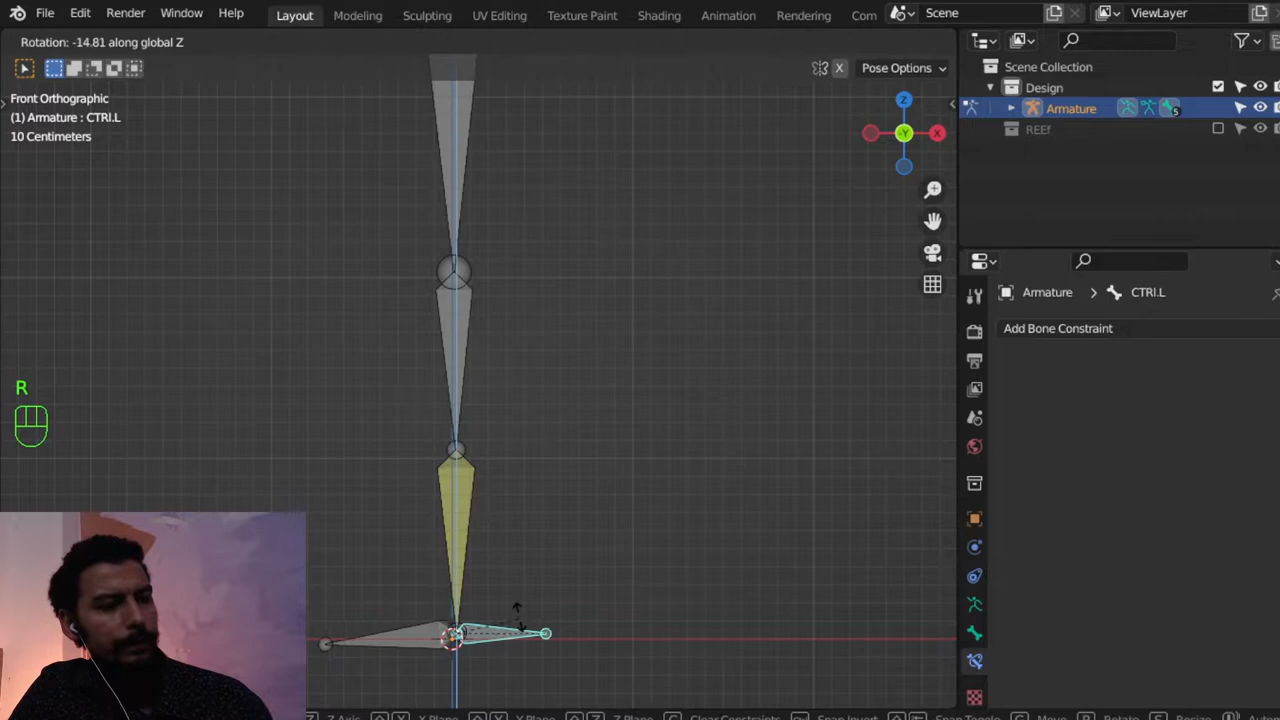 File Edit Render Window Help Layout Modeling Sculpting UV Editing Texture Paint Shading Animation Rendering Com Scene ViewLayer
Rotation: -14.81 along global Z
X Pose Options
Front Orthographic
(1) Armature : CTRl.L
10 Centimeters
Z
-Y
X
R
Scene Collection
Design
Armature 5
REEf
Armature > CTRl.L
Add Bone Constraint